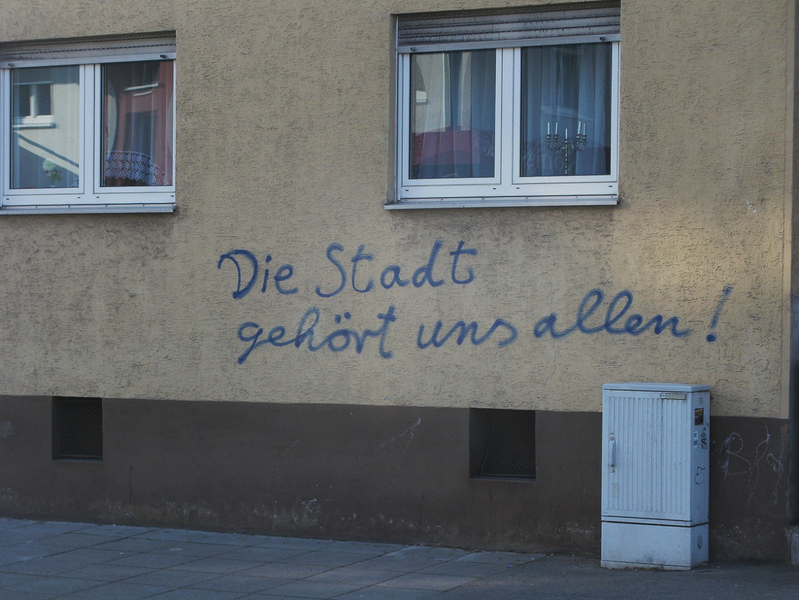 Die Stadt
gehört uns allen!